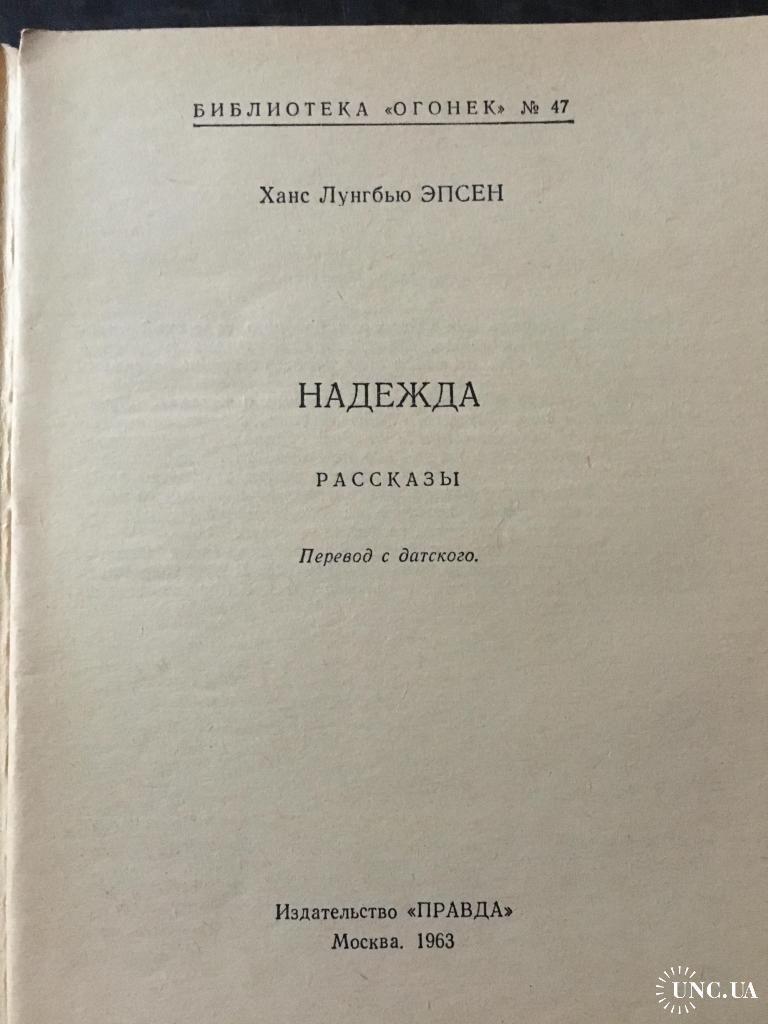 БИБЛИОТЕКА «ОГОНЕК» № 47
Ханс Лунгбью ЭПСЕН
НАДЕЖДА
РАССКАЗЫ
Перевод с датского.
Издательство «ПРАВДА»
Москва. 1963
UNC.UA